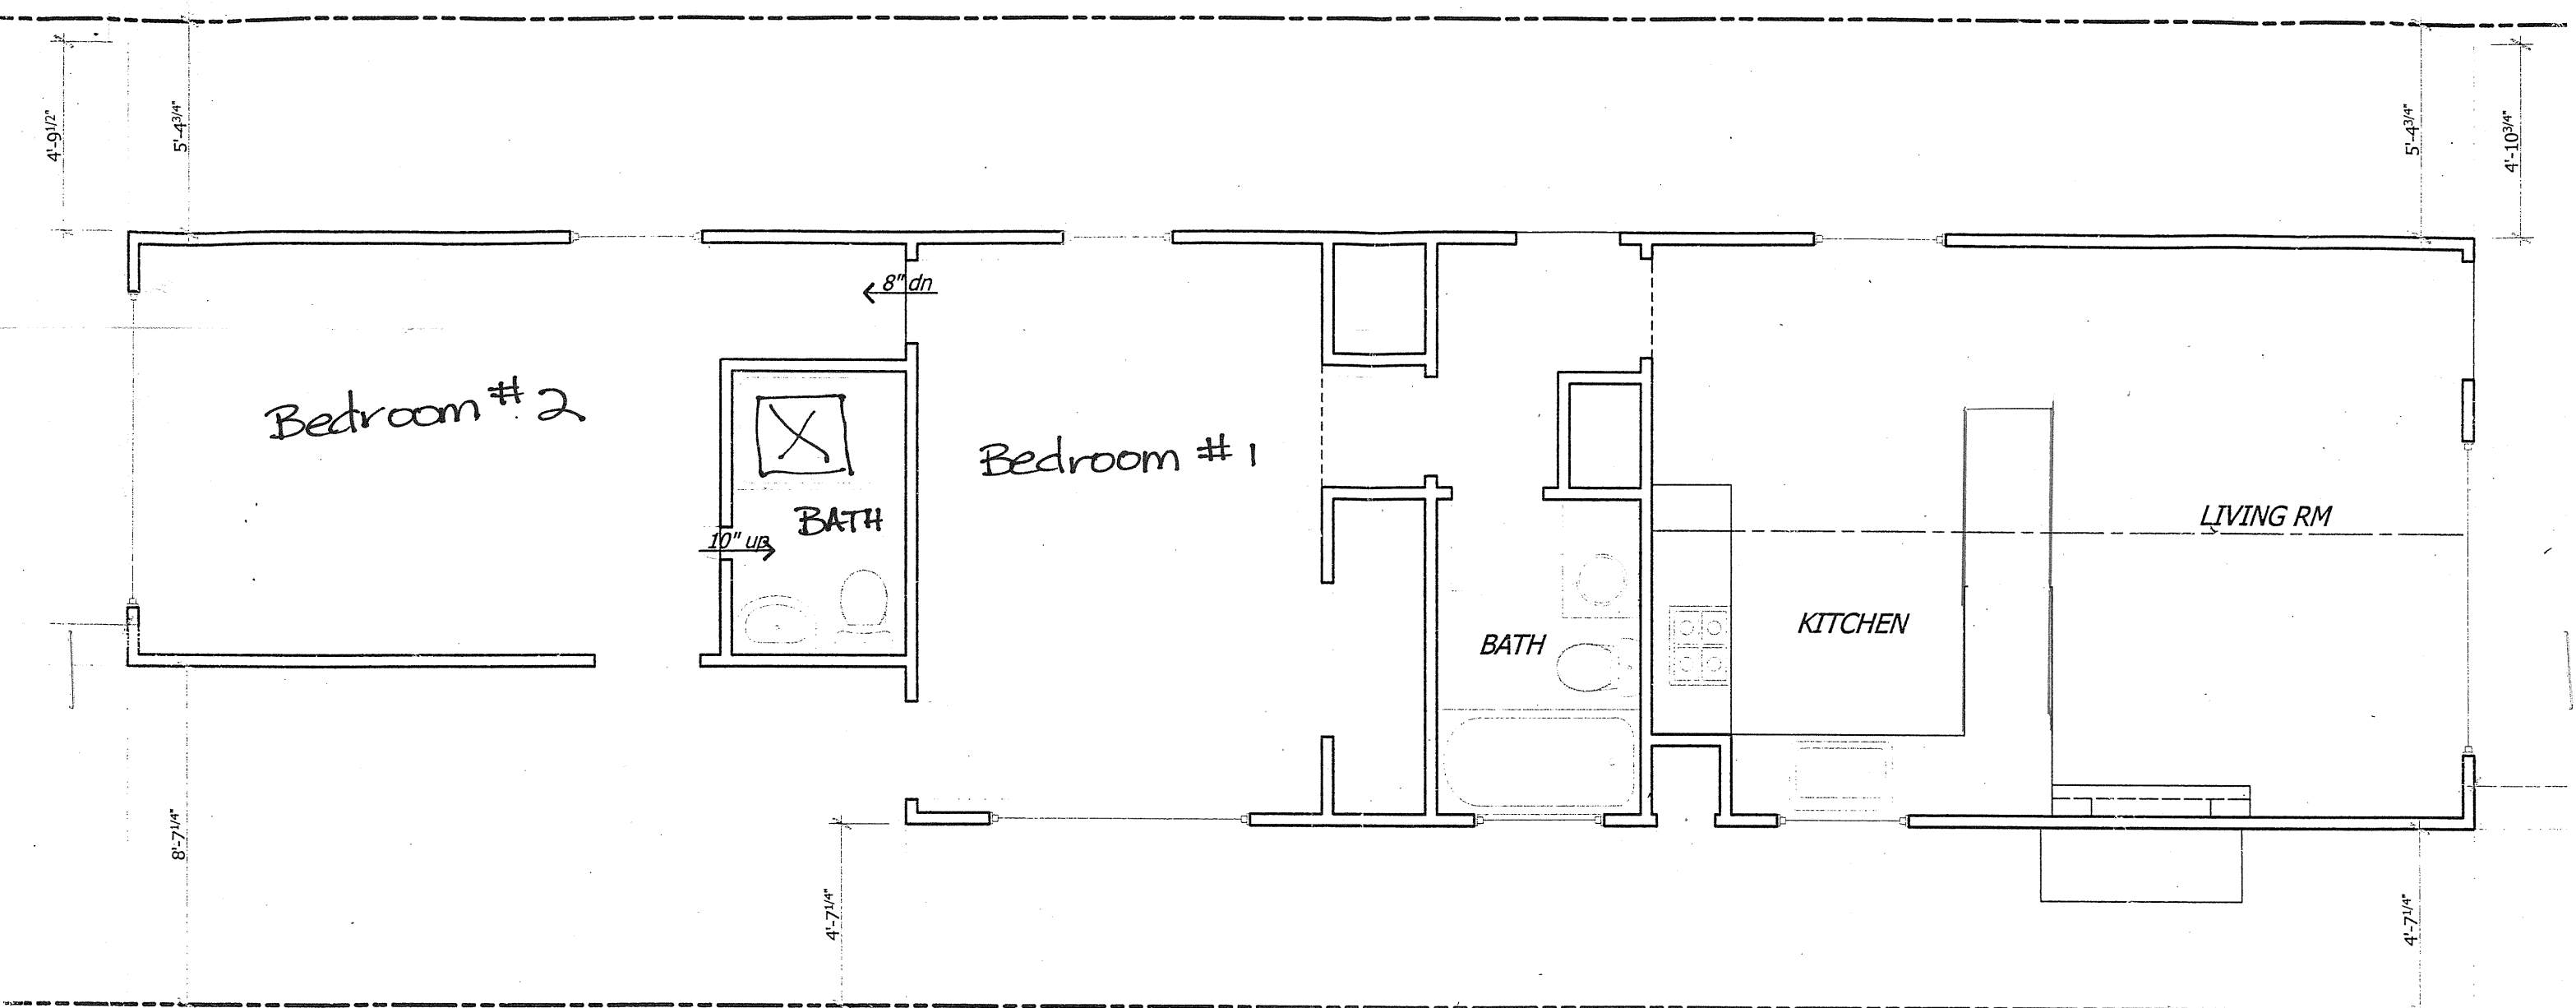 4'-9 1/2"
5'-4 3/4"
5'-4 3/4"
4'-10 3/4"
8" dn
Bedroom # 2
Bedroom # 1
BATH
10" up
LIVING RM
KITCHEN
BATH
8'-7 1/4"
4'-7 1/4"
4'-7 1/4"